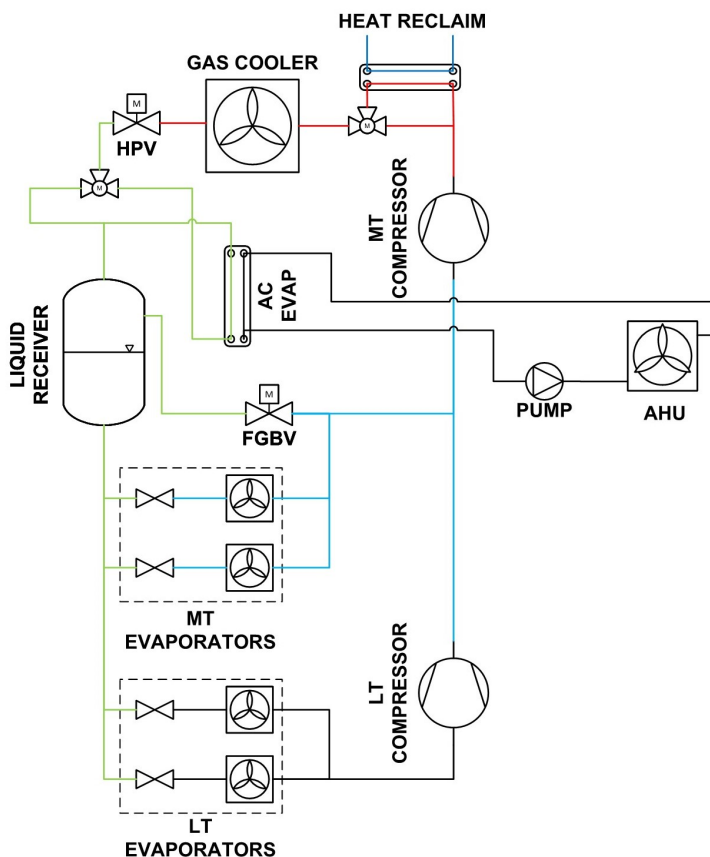 HEAT RECLAIM
GAS COOLER
M
HPV
M
M
MT
COMPRESSOR
AC
EVAP
LIQUID
RECEIVER
M
FGBV
PUMP
AHU
MT
EVAPORATORS
LT
COMPRESSOR
LT
EVAPORATORS